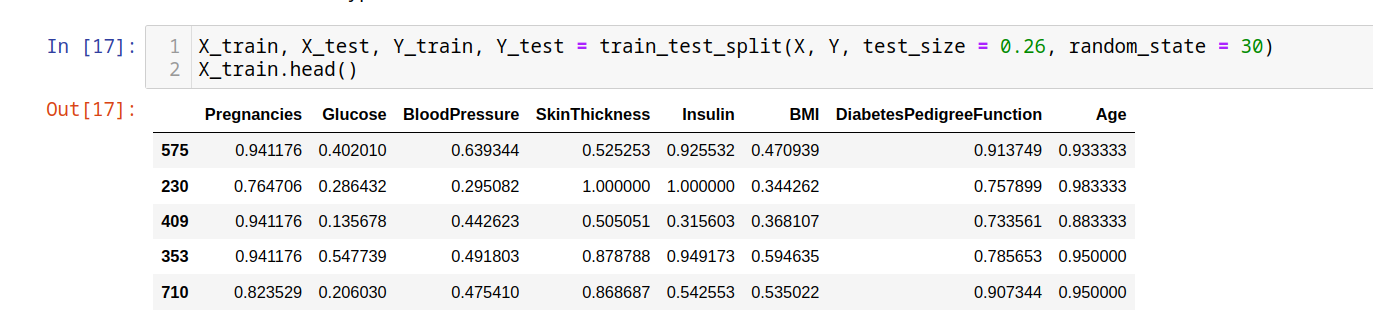 In [17]: 1 X_train, X_test, Y_train, Y_test = train_test_split(X, Y, test_size = 0.26, random_state = 30)
2 X_train.head()
Out[17]:
Pregnancies Glucose BloodPressure SkinThickness Insulin BMI DiabetesPedigreeFunction Age
575 0.941176 0.402010 0.639344 0.525253 0.925532 0.470939 0.913749 0.933333
230 0.764706 0.286432 0.295082 1.000000 1.000000 0.344262 0.757899 0.983333
409 0.941176 0.135678 0.442623 0.505051 0.315603 0.368107 0.733561 0.883333
353 0.941176 0.547739 0.491803 0.878788 0.949173 0.594635 0.785653 0.950000
710 0.823529 0.206030 0.475410 0.868687 0.542553 0.535022 0.907344 0.950000